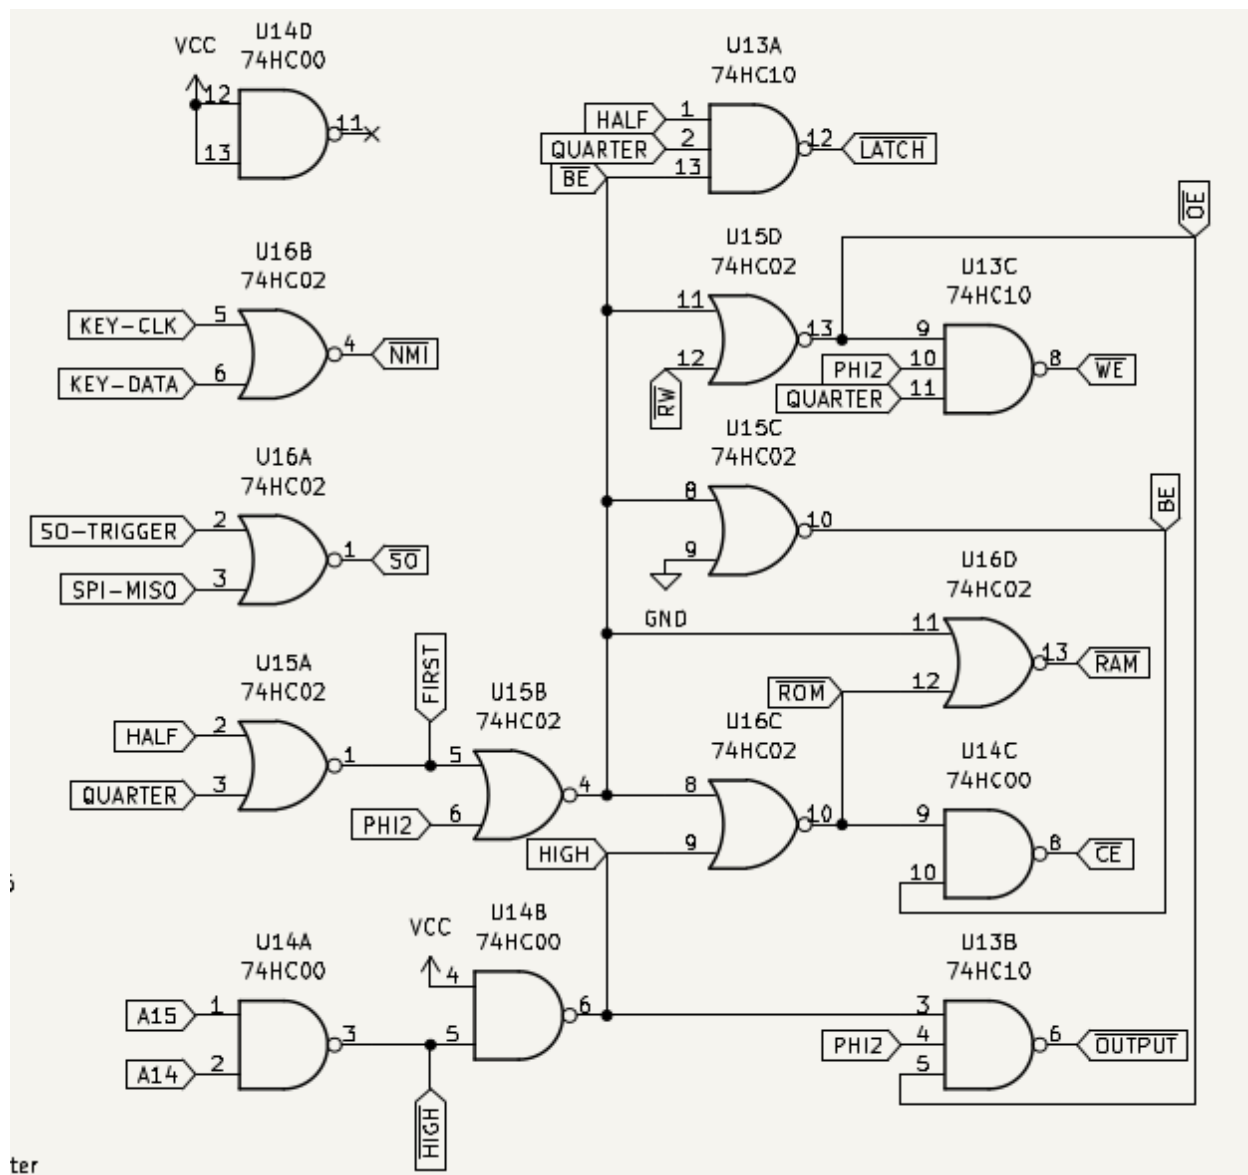 U14D
74HC00
VCC
12
13
11
U13A
74HC10
HALF
1
QUARTER
2
BE
13
12
LATCH
OE
U16B
74HC02
KEY-CLK
5
KEY-DATA
6
4
NMI
U15D
74HC02
11
12
RW
13
U13C
74HC10
9
PHI2
10
QUARTER
11
8
WE
U16A
74HC02
SO-TRIGGER
2
SPI-MISO
3
1
SO
U15C
74HC02
8
9
GND
10
BE
U16D
74HC02
11
12
13
RAM
ROM
U15A
74HC02
HALF
2
QUARTER
3
1
FIRST
U15B
74HC02
5
PHI2
6
4
U16C
74HC02
8
HIGH
9
10
U14C
74HC00
9
10
8
CE
U14A
74HC00
A15
1
A14
2
3
HIGH
VCC
U14B
74HC00
4
5
6
U13B
74HC10
3
PHI2
4
5
6
OUTPUT
ter